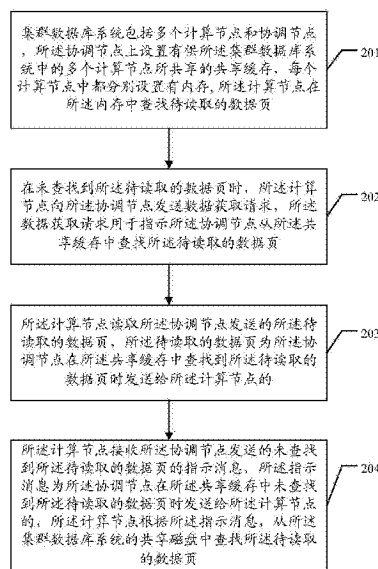 集群数据库系统包括多个计算节点和协调节点
，所述协调节点上设置有供所述集群数据库系
统中的多个计算节点所共享的共享缓存，每个
计算节点中都分别设置有内存，所述计算节点在
所述内存中查找待读取的数据页
201
在未查找到所述待读取的数据页时，所述计算
节点向所述协调节点发送数据获取请求，所述
数据获取请求用于指示所述协调节点从所述共
享缓存中查找所述待读取的数据页
202
所述计算节点读取所述协调节点发送的所述待
读取的数据页，所述待读取的数据页为所述协
调节点在所述共享缓存中查找到所述待读取的
数据页时发送给所述计算节点的
203
所述计算节点接收所述协调节点发送的未查找
到所述待读取的数据页的指示消息，所述指示
消息为所述协调节点在所述共享缓存中未查找
到所述待读取的数据页时发送给所述计算节点
的，所述计算节点根据所述指示消息，从所述
集群数据库系统的共享磁盘中查找所述待读取
的数据页
204